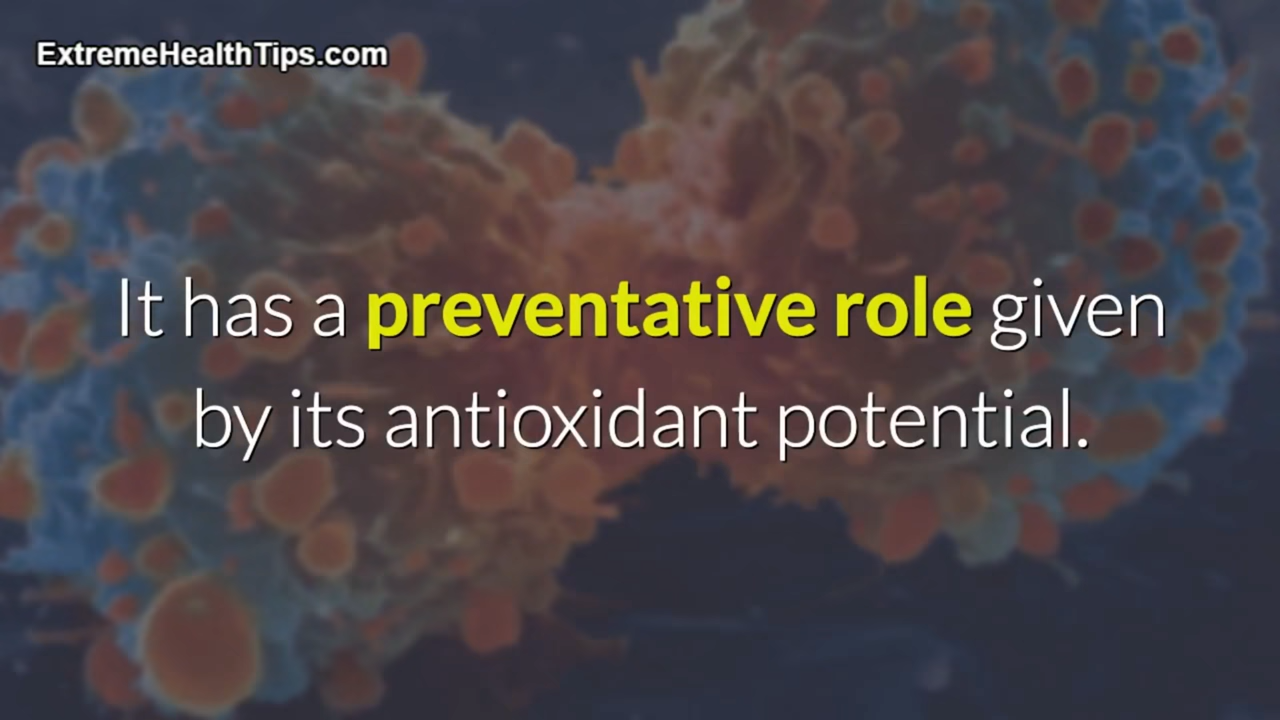 ExtremeHealthTips.com
It has a preventative role given
by its antioxidant potential.